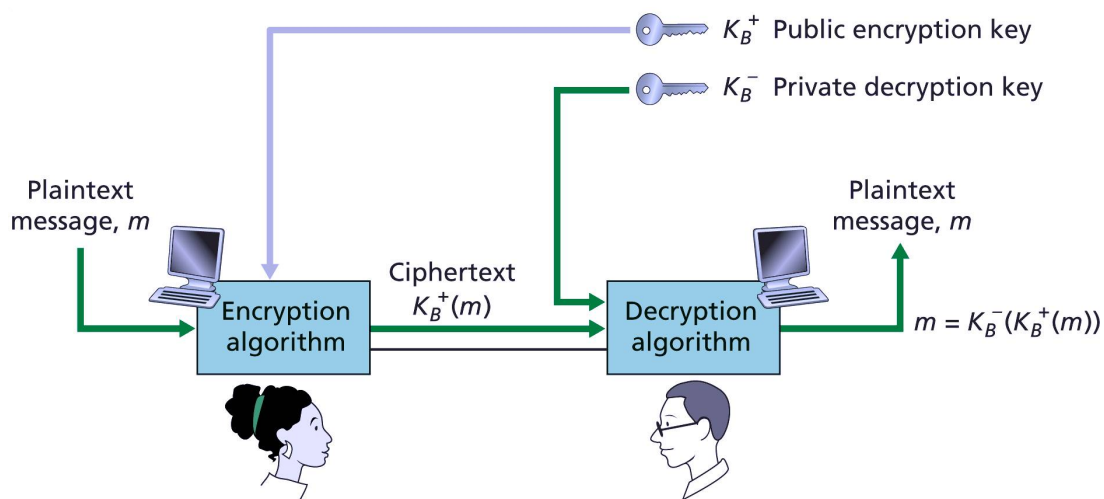 K_B^+ Public encryption key
K_B^- Private decryption key
Plaintext
message, m
Plaintext
message, m
Ciphertext
K_B^+(m)
Encryption
algorithm
Decryption
algorithm
m = K_B^-(K_B^+(m))